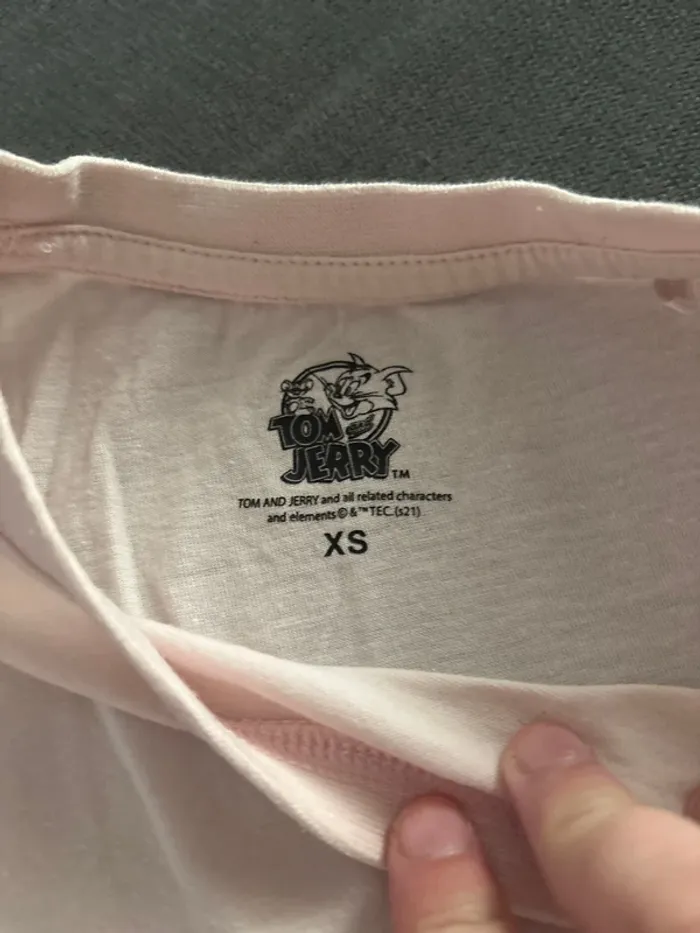 TOM AND
JERRY TM
TOM AND JERRY and all related characters
and elements © & ™ TEC. (s21)
XS